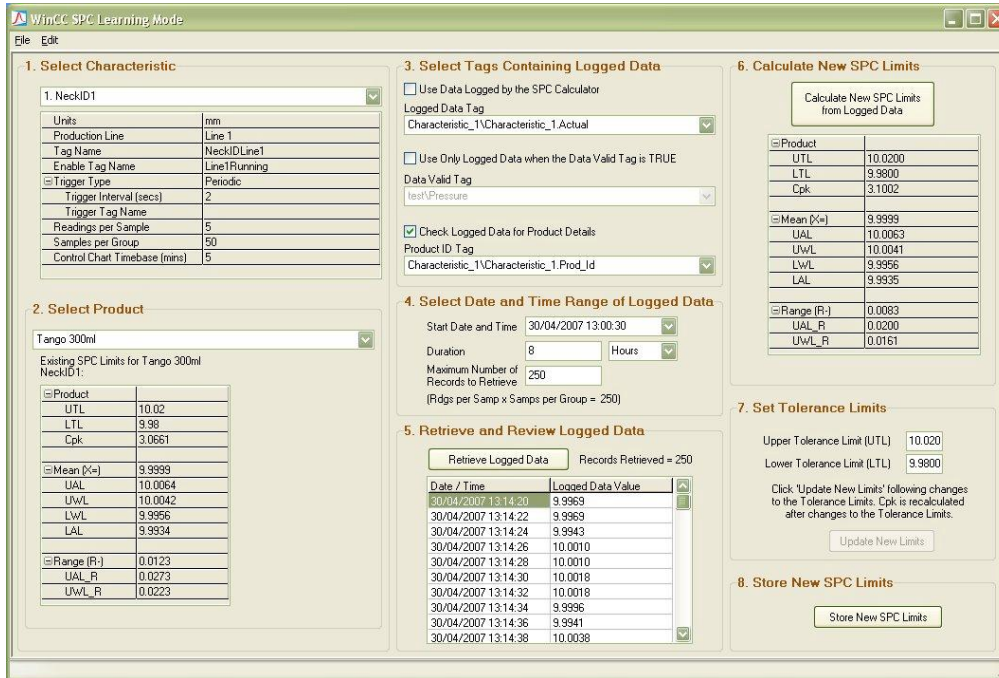 WinCC SPC Learning Mode
File Edit
1. Select Characteristic
1. NeckID1
Units mm
Production Line Line 1
Tag Name NeckIDLine1
Enable Tag Name Line1Running
Trigger Type Periodic
Trigger Interval (secs) 2
Trigger Tag Name
Readings per Sample 5
Samples per Group 50
Control Chart Timebase (mins) 5
2. Select Product
Tango 300ml
Existing SPC Limits for Tango 300ml
NeckID1:
Product
UTL 10.02
LTL 9.98
Cpk 3.0661
Mean (X=) 9.9999
UAL 10.0064
UWL 10.0042
LWL 9.9956
LAL 9.9934
Range (R-) 0.0123
UAL_R 0.0273
UWL_R 0.0223
3. Select Tags Containing Logged Data
Use Data Logged by the SPC Calculator
Logged Data Tag
Characteristic_1\Characteristic_1.Actual
Use Only Logged Data when the Data Valid Tag is TRUE
Data Valid Tag
test\Pressure
Check Logged Data for Product Details
Product ID Tag
Characteristic_1\Characteristic_1.Prod_Id
4. Select Date and Time Range of Logged Data
Start Date and Time 30/04/2007 13:00:30
Duration 8 Hours
Maximum Number of
Records to Retrieve 250
(Rdgs per Samp x Samps per Group = 250)
5. Retrieve and Review Logged Data
Retrieve Logged Data Records Retrieved = 250
Date / Time Logged Data Value
30/04/2007 13:14:20 9.9969
30/04/2007 13:14:22 9.9969
30/04/2007 13:14:24 9.9943
30/04/2007 13:14:26 10.0010
30/04/2007 13:14:28 10.0010
30/04/2007 13:14:30 10.0018
30/04/2007 13:14:32 10.0018
30/04/2007 13:14:34 9.9996
30/04/2007 13:14:36 9.9941
30/04/2007 13:14:38 10.0038
6. Calculate New SPC Limits
Calculate New SPC Limits
from Logged Data
Product
UTL 10.0200
LTL 9.9800
Cpk 3.1002
Mean (X=) 9.9999
UAL 10.0063
UWL 10.0041
LWL 9.9956
LAL 9.9935
Range (R-) 0.0083
UAL_R 0.0200
UWL_R 0.0161
7. Set Tolerance Limits
Upper Tolerance Limit (UTL) 10.020
Lower Tolerance Limit (LTL) 9.9800
Click 'Update New Limits' following changes
to the Tolerance Limits. Cpk is recalculated
after changes to the Tolerance Limits.
Update New Limits
8. Store New SPC Limits
Store New SPC Limits